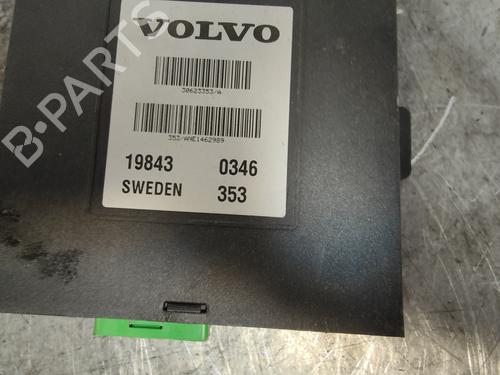 VOLVO
30623353/A
353/ANE1462989
19843 0346
SWEDEN 353
B-PARTS